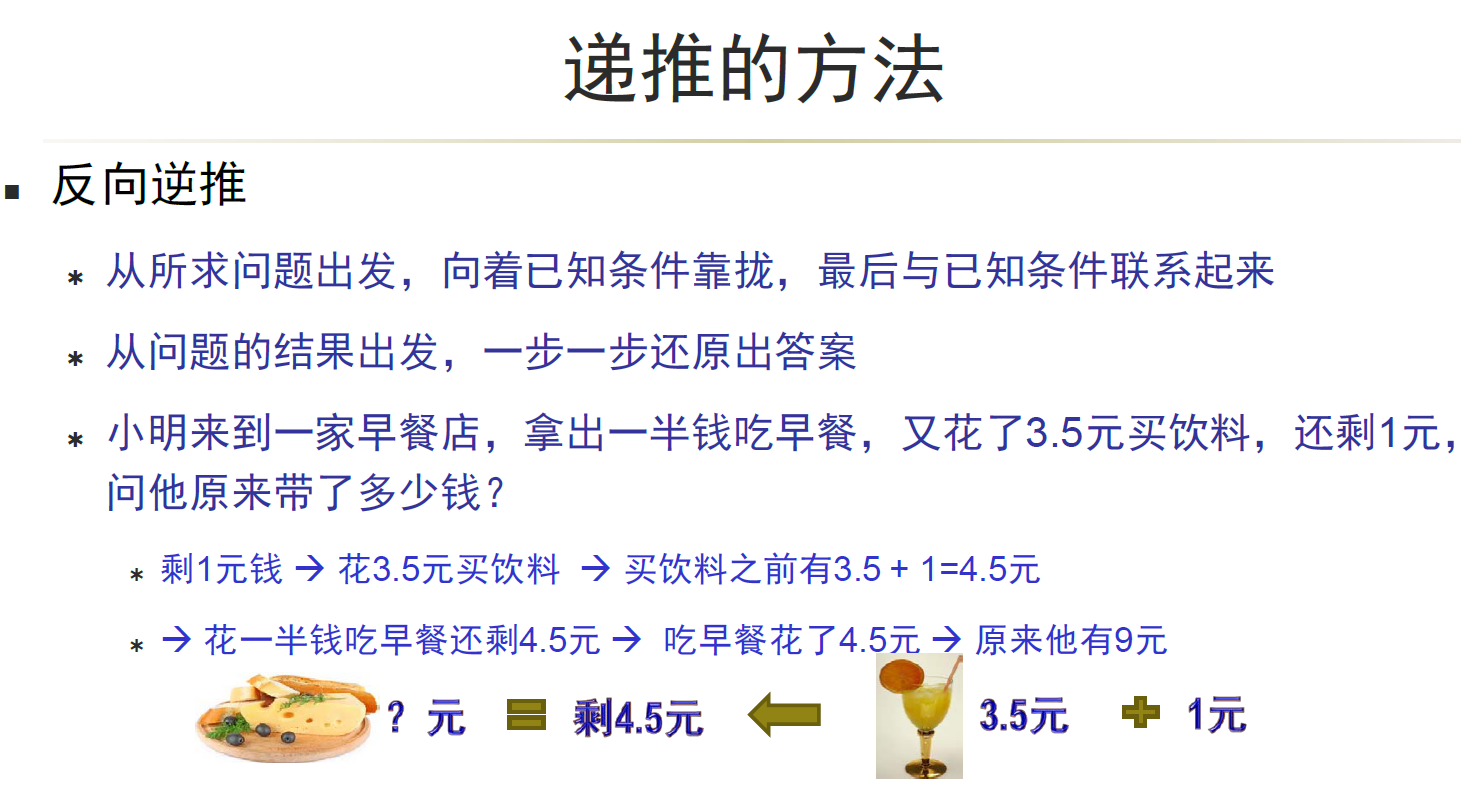 递推的方法
反向逆推
从所求问题出发，向着已知条件靠拢，最后与已知条件联系起来
从问题的结果出发，一步一步还原出答案
小明来到一家早餐店，拿出一半钱吃早餐，又花了3.5元买饮料，还剩1元，
问他原来带了多少钱？
剩1元钱 → 花3.5元买饮料 → 买饮料之前有3.5 + 1=4.5元
→ 花一半钱吃早餐还剩4.5元 → 吃早餐花了4.5元 → 原来他有9元
？元 = 剩4.5元 ← 3.5元 + 1元